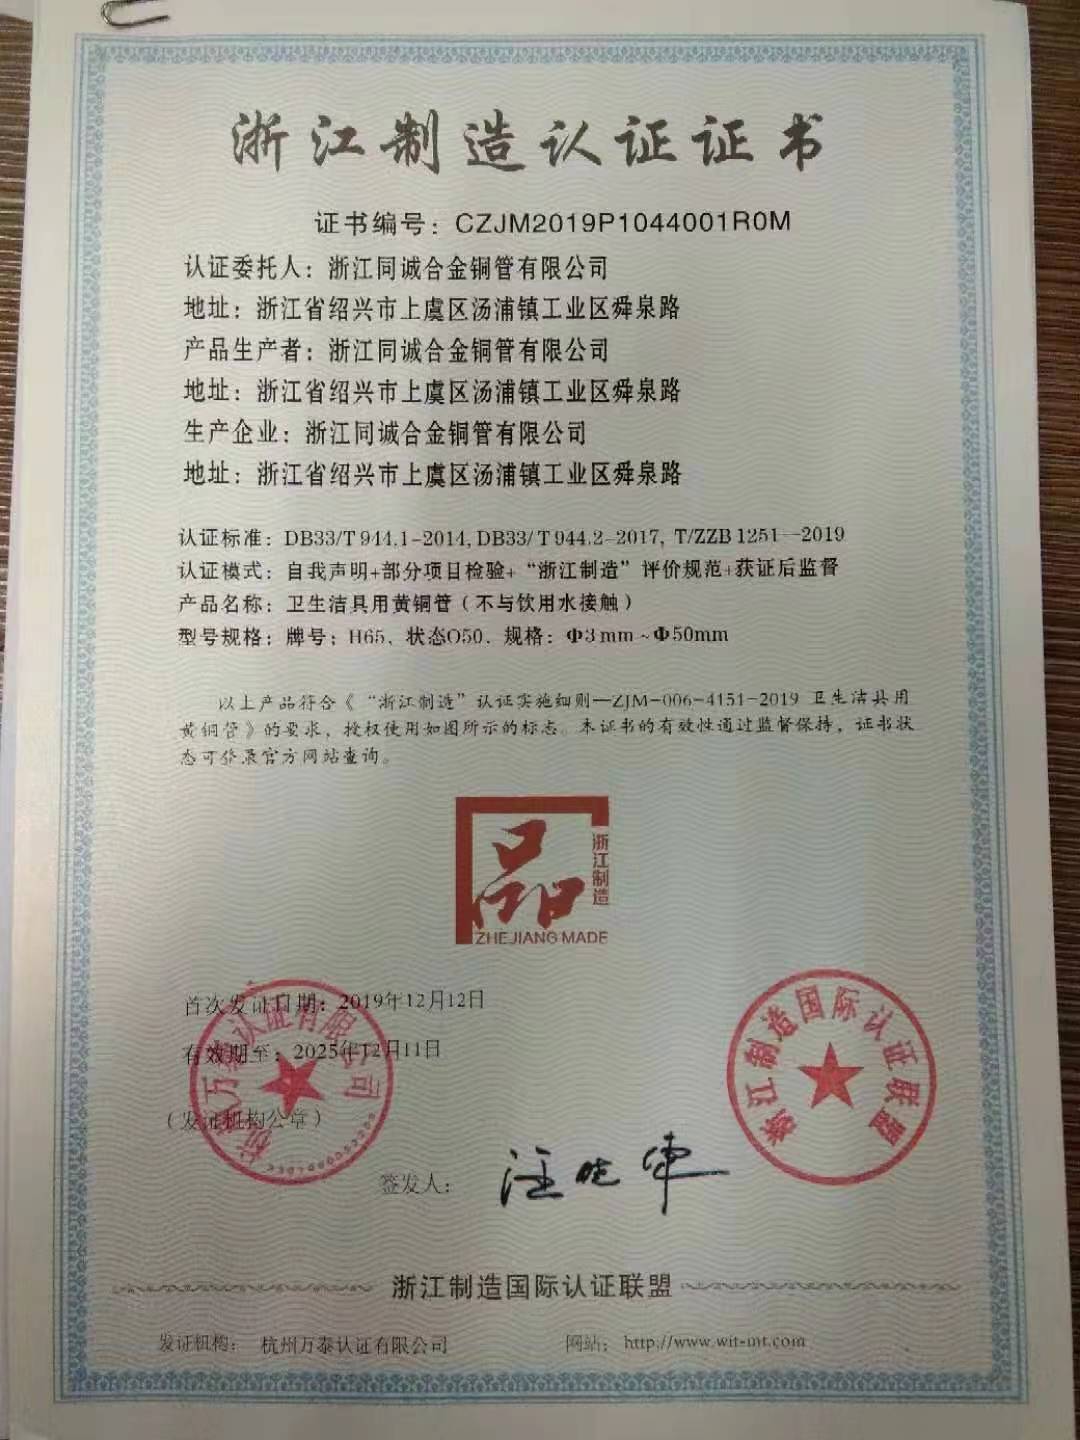 浙江制造认证证书
证书编号：CZJM2019P1044001R0M
认证委托人：浙江同诚合金铜管有限公司
地址：浙江省绍兴市上虞区汤浦镇工业区舜泉路
产品生产者：浙江同诚合金铜管有限公司
地址：浙江省绍兴市上虞区汤浦镇工业区舜泉路
生产企业：浙江同诚合金铜管有限公司
地址：浙江省绍兴市上虞区汤浦镇工业区舜泉路
认证标准：DB33/T 944.1-2014, DB33/T 944.2-2017, T/ZZB 1251—2019
认证模式：自我声明+部分项目检验+“浙江制造”评价规范+获证后监督
产品名称：卫生洁具用黄铜管（不与饮用水接触）
型号规格：牌号：H65，状态O50，规格：Φ3mm~Φ50mm
以上产品符合《“浙江制造”认证实施细则—ZJM-006-4151-2019 卫生洁具用
黄铜管》的要求，授权使用如图所示的标志。本证书的有效性通过监督保持，证书状
态可登录官方网站查询。
品
浙江制造
ZHEJIANG MADE
首次发证日期：2019年12月12日
有效期至：2025年12月11日
（发证机构公章）
杭州万泰认证有限公司
浙江制造国际认证联盟
签发人：
浙江制造国际认证联盟
发证机构：杭州万泰认证有限公司 网站：http://www.wit-int.com